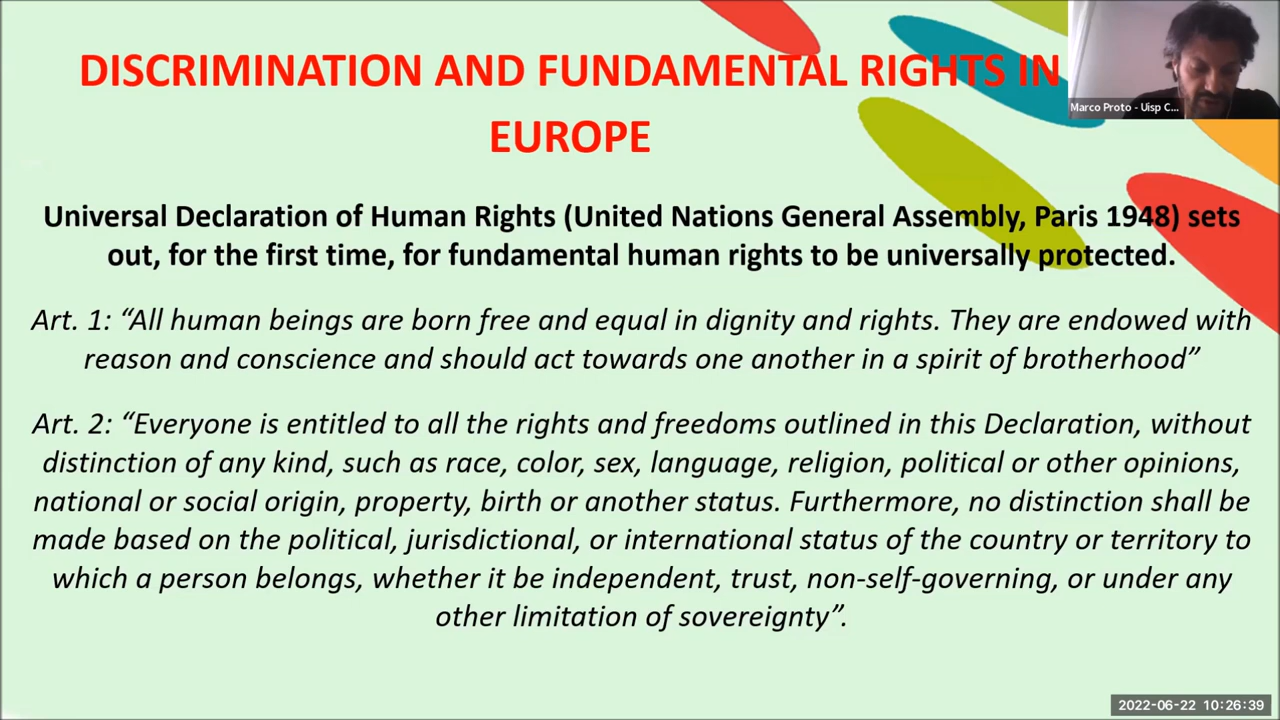 DISCRIMINATION AND FUNDAMENTAL RIGHTS IN
EUROPE
Marco Proto - Uisp C...
Universal Declaration of Human Rights (United Nations General Assembly, Paris 1948) sets
out, for the first time, for fundamental human rights to be universally protected.
Art. 1: “All human beings are born free and equal in dignity and rights. They are endowed with
reason and conscience and should act towards one another in a spirit of brotherhood”
Art. 2: “Everyone is entitled to all the rights and freedoms outlined in this Declaration, without
distinction of any kind, such as race, color, sex, language, religion, political or other opinions,
national or social origin, property, birth or another status. Furthermore, no distinction shall be
made based on the political, jurisdictional, or international status of the country or territory to
which a person belongs, whether it be independent, trust, non-self-governing, or under any
other limitation of sovereignty”.
2022-06-22 10:26:39